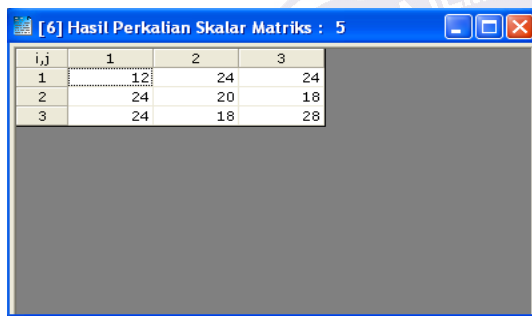 [6] Hasil Perkalian Skalar Matriks : 5
i,j 1 2 3
1 12 24 24
2 24 20 18
3 24 18 28